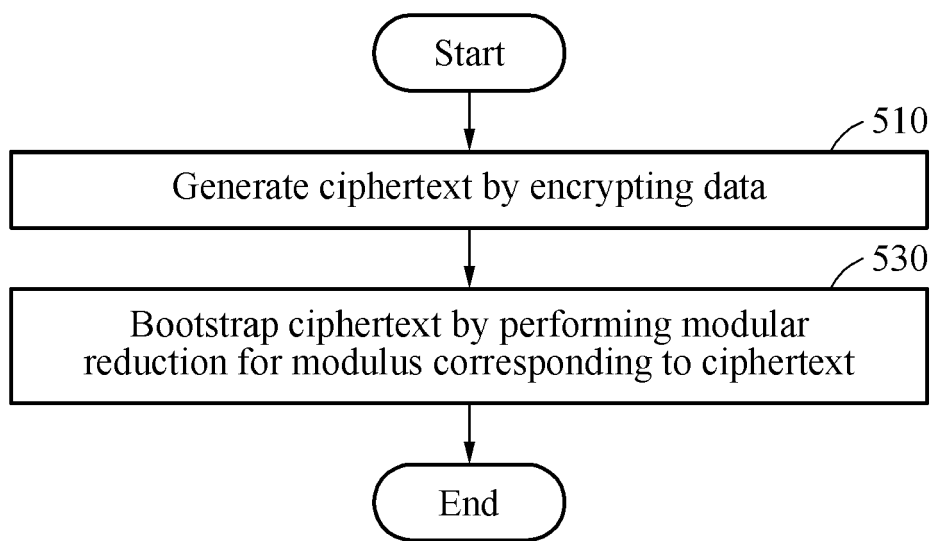 Start
510
Generate ciphertext by encrypting data
530
Bootstrap ciphertext by performing modular
reduction for modulus corresponding to ciphertext
End